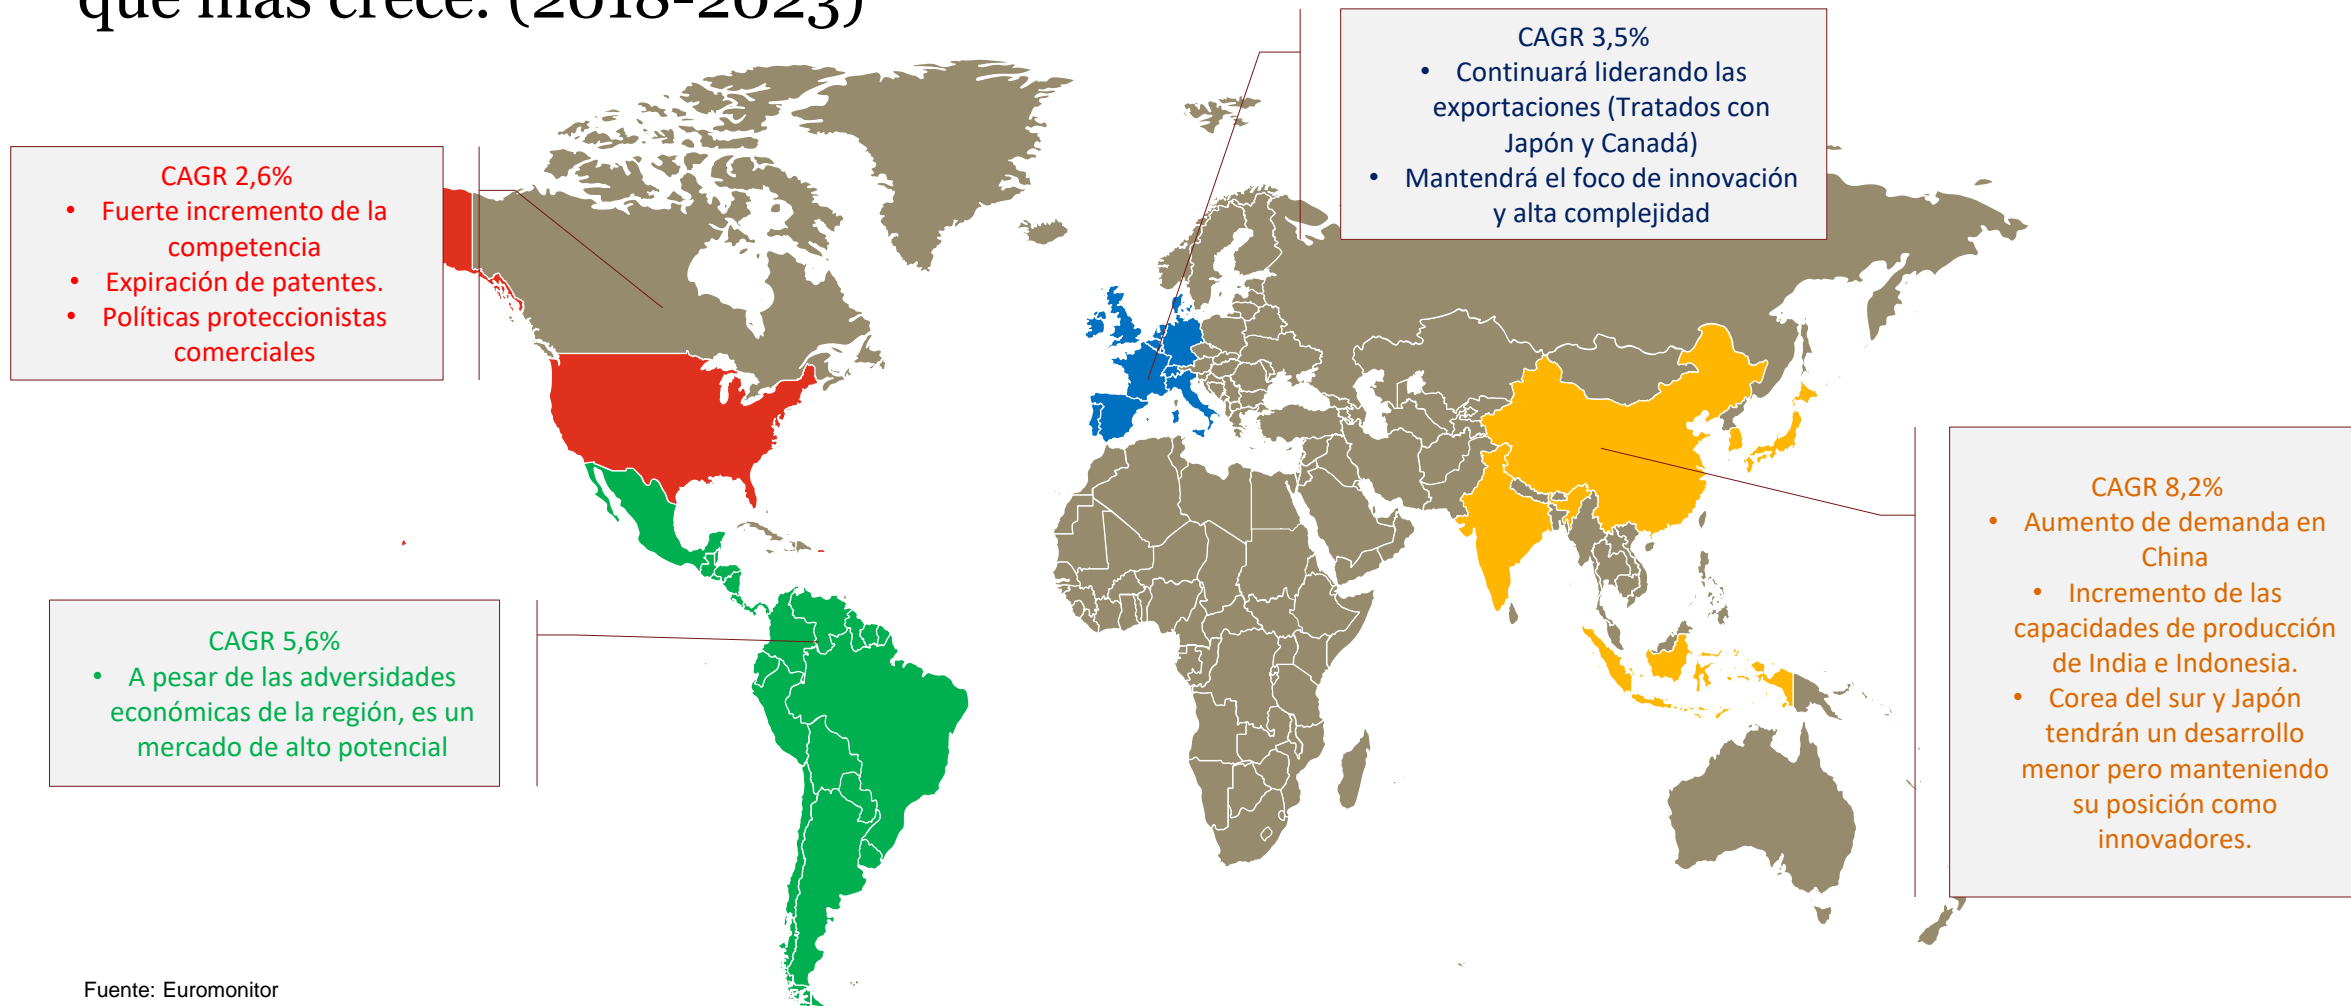 que más crece. (2018-2023)
CAGR 3,5%
• Continuará liderando las
exportaciones (Tratados con
Japón y Canadá)
• Mantendrá el foco de innovación
y alta complejidad
CAGR 2,6%
• Fuerte incremento de la
competencia
• Expiración de patentes.
• Políticas proteccionistas
comerciales
CAGR 8,2%
• Aumento de demanda en
China
• Incremento de las
capacidades de producción
de India e Indonesia.
• Corea del sur y Japón
tendrán un desarrollo
menor pero manteniendo
su posición como
innovadores.
CAGR 5,6%
• A pesar de las adversidades
económicas de la región, es un
mercado de alto potencial
Fuente: Euromonitor